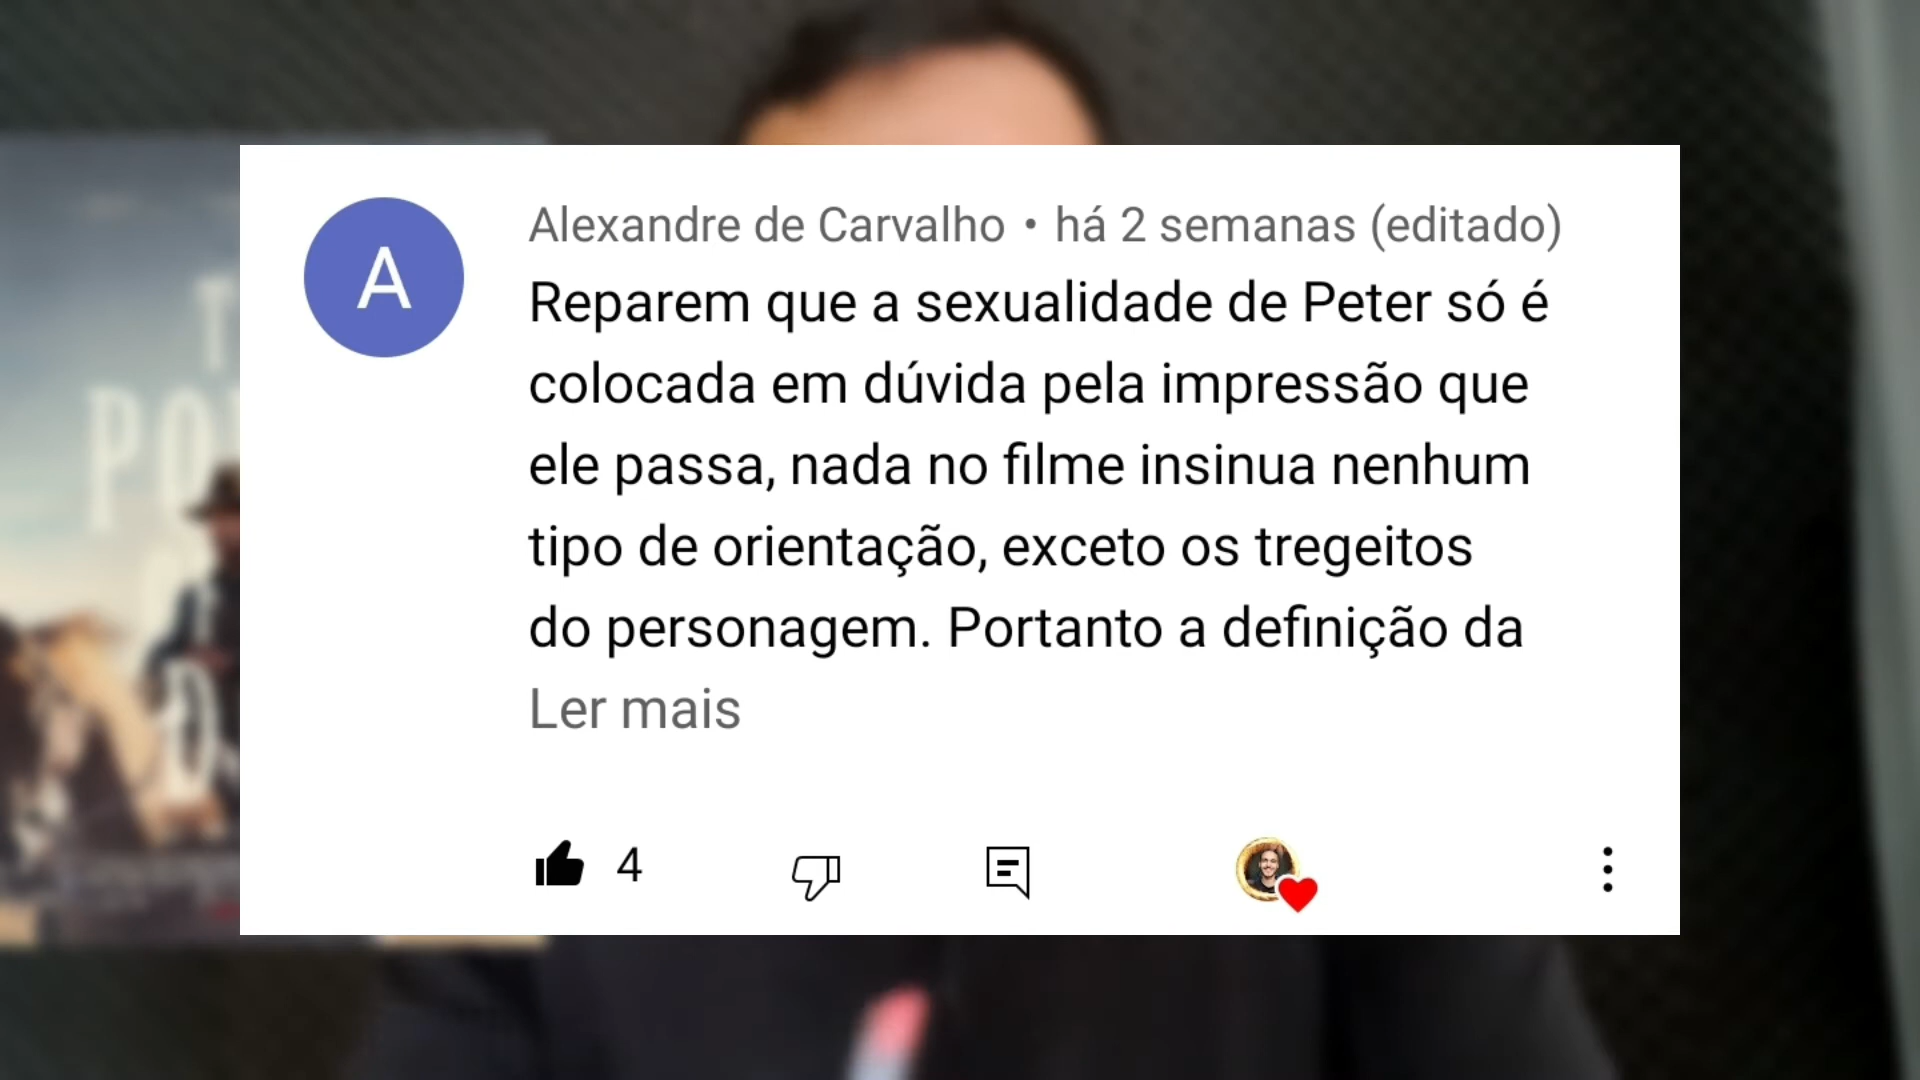 A
Alexandre de Carvalho • há 2 semanas (editado)
Reparem que a sexualidade de Peter só é
colocada em dúvida pela impressão que
ele passa, nada no filme insinua nenhum
tipo de orientação, exceto os tregeitos
do personagem. Portanto a definição da
Ler mais
4